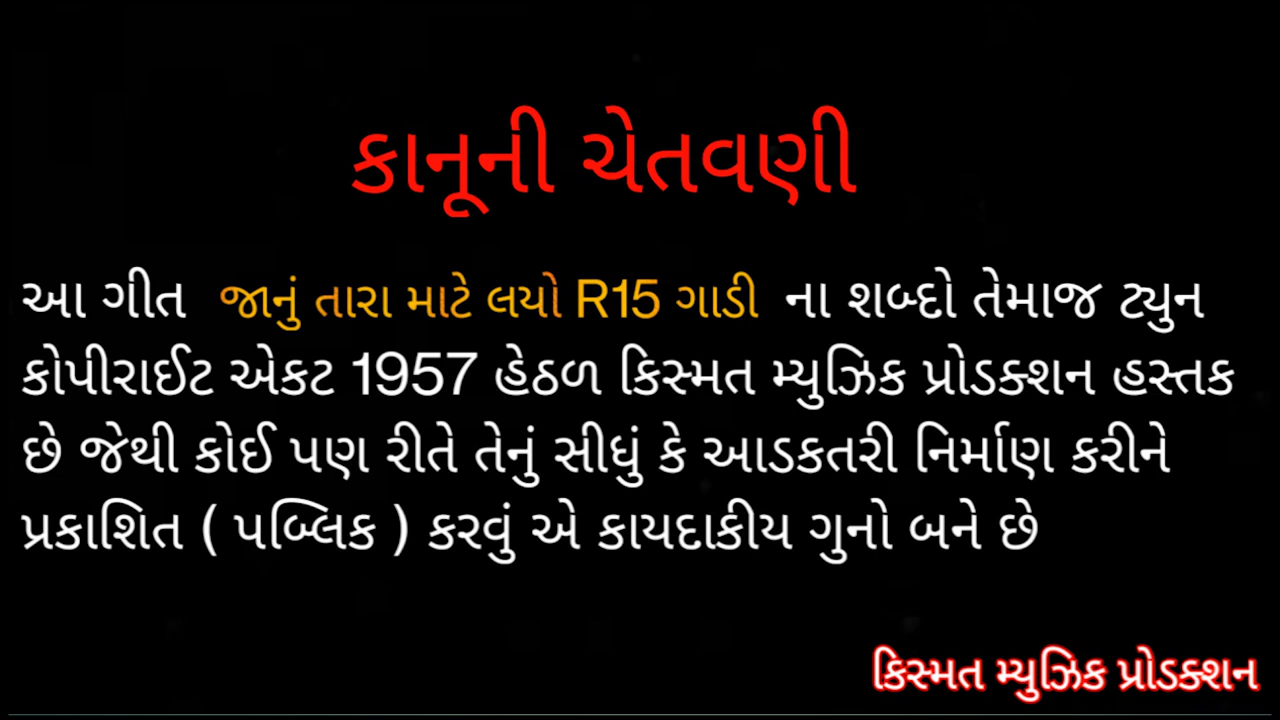 કાનૂની ચેતવણી
આ ગીત જાનું તારા માટે લયો R15 ગાડી ના શબ્દો તેમાજ ટ્યુન
કોપીરાઈટ એકટ 1957 હેઠળ કિસ્મત મ્યુઝિક પ્રોડક્શન હસ્તક
છે જેથી કોઈ પણ રીતે તેનું સીધું કે આડકતરી નિર્માણ કરીને
પ્રકાશિત ( પબ્લિક ) કરવું એ કાયદાકીય ગુનો બને છે
કિસ્મત મ્યુઝિક પ્રોડક્શન